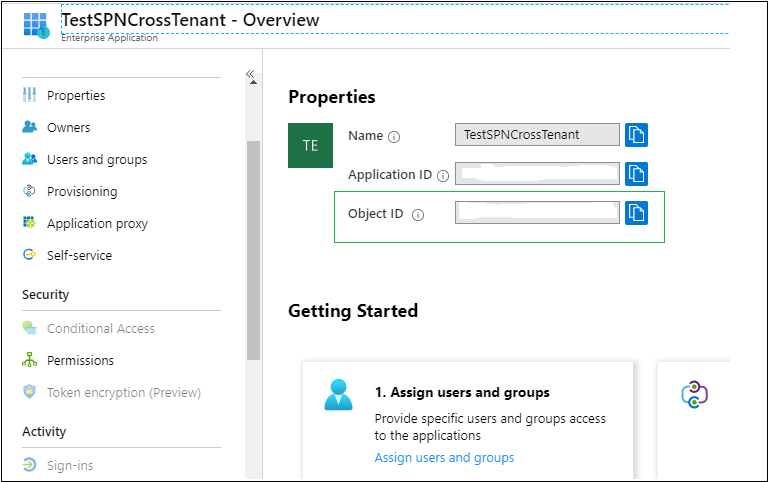 TestSPNCrossTenant - Overview
Enterprise Application
Properties
Owners
Users and groups
Provisioning
Application proxy
Self-service
Security
Conditional Access
Permissions
Token encryption (Preview)
Activity
Sign-ins
Properties
TE
Name
TestSPNCrossTenant
Application ID
Object ID
Getting Started
1. Assign users and groups
Provide specific users and groups access
to the applications
Assign users and groups